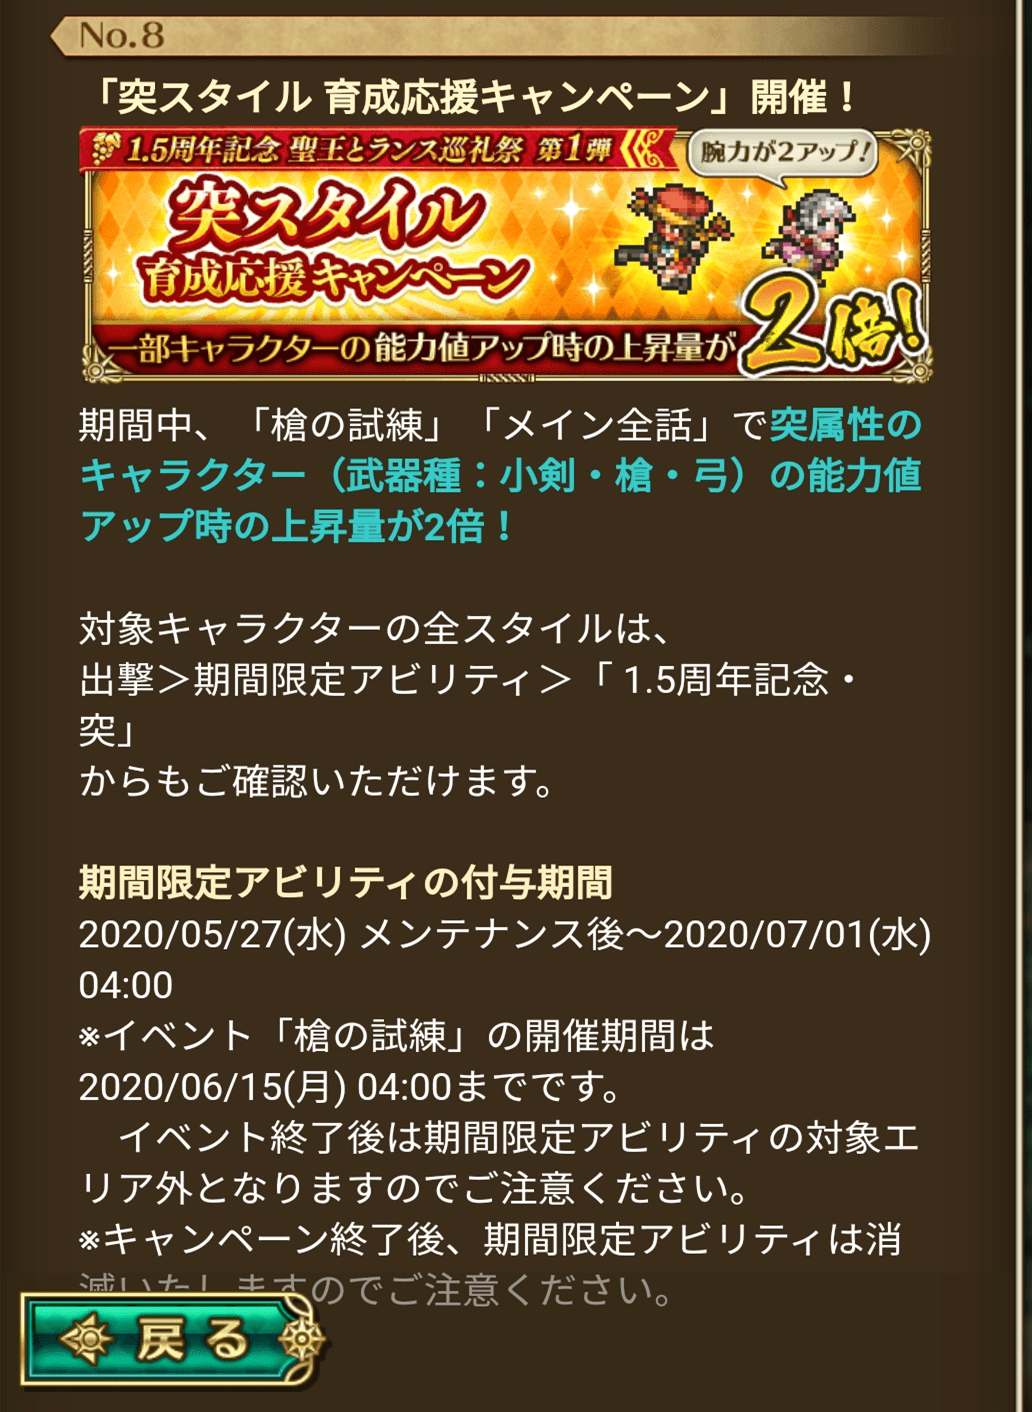 No.8
「突スタイル 育成応援キャンペーン」開催！
1.5周年記念 聖王とランス巡礼祭 第1弾
腕力が2アップ!
突スタイル
育成応援キャンペーン
一部キャラクターの能力値アップ時の上昇量が2倍!
期間中、「槍の試練」「メイン全話」で突属性の
キャラクター（武器種：小剣・槍・弓）の能力値
アップ時の上昇量が2倍！
対象キャラクターの全スタイルは、
出撃＞期間限定アビリティ＞「 1.5周年記念・
突」
からもご確認いただけます。
期間限定アビリティの付与期間
2020/05/27(水) メンテナンス後～2020/07/01(水)
04:00
※イベント「槍の試練」の開催期間は
2020/06/15(月) 04:00までです。
　イベント終了後は期間限定アビリティの対象エ
リア外となりますのでご注意ください。
※キャンペーン終了後、期間限定アビリティは消
滅いたしますのでご注意ください。
戻る